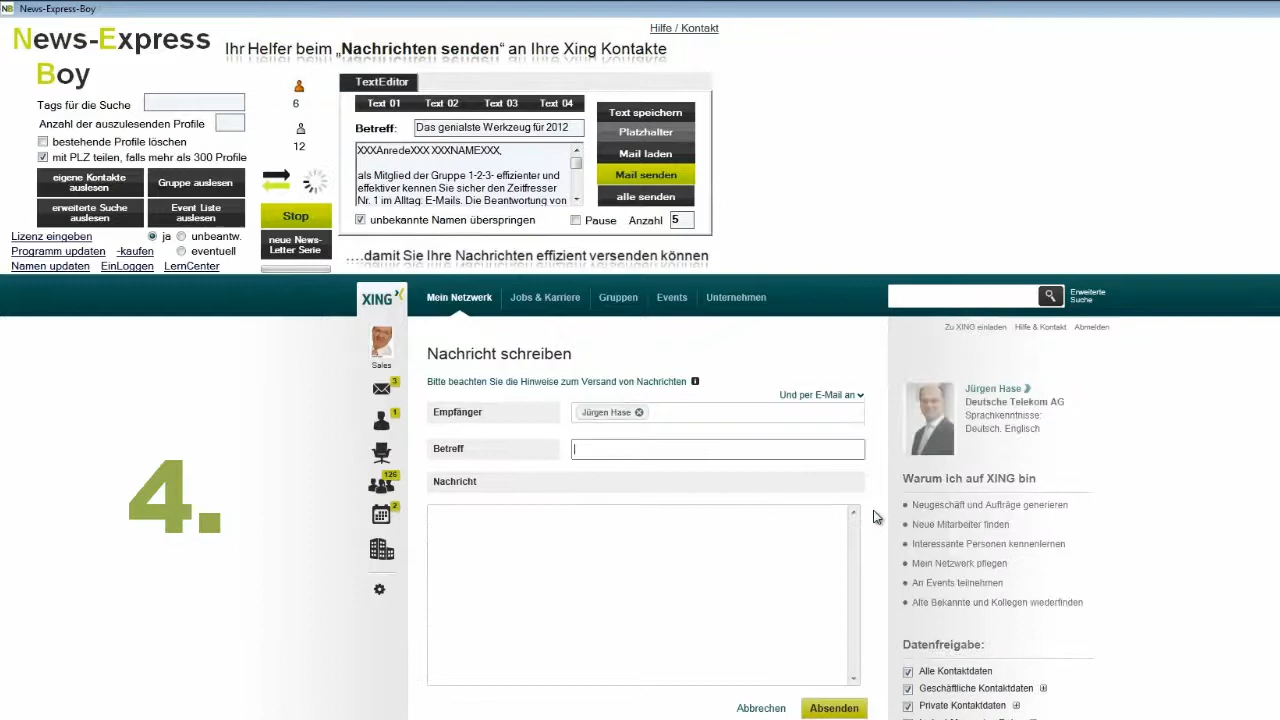 NB News-Express-Boy
News-Express
Boy
Ihr Helfer beim „Nachrichten senden“ an Ihre Xing Kontakte
Hilfe / Kontakt
Tags für die Suche
Anzahl der auszulesenden Profile
bestehende Profile löschen
mit PLZ teilen, falls mehr als 300 Profile
eigene Kontakte
auslesen
Gruppe auslesen
erweiterte Suche
auslesen
Event Liste
auslesen
Lizenz eingeben
ja
unbeantw.
Programm updaten
-kaufen
eventuell
Namen updaten
EinLoggen
LernCenter
6
12
Stop
neue News-
Letter Serie
TextEditor
Text 01
Text 02
Text 03
Text 04
Betreff:
Das genialste Werkzeug für 2012
XXXAnredeXXX XXXNAMEXXX,
als Mitglied der Gruppe 1-2-3- effizienter und
effektiver kennen Sie sicher den Zeitfresser
Nr. 1 im Alltag: E-Mails. Die Beantwortung von
unbekannte Namen überspringen
Pause
Anzahl
5
Text speichern
Platzhalter
Mail laden
Mail senden
alle senden
....damit Sie Ihre Nachrichten effizient versenden können
XING
Mein Netzwerk
Jobs & Karriere
Gruppen
Events
Unternehmen
Erweiterte
Suche
Zu XING einladen
Hilfe & Kontakt
Abmelden
Sales
3
1
126
2
4.
Nachricht schreiben
Bitte beachten Sie die Hinweise zum Versand von Nachrichten
Und per E-Mail an
Empfänger
Jürgen Hase
Betreff
Nachricht
Abbrechen
Absenden
Jürgen Hase
Deutsche Telekom AG
Sprachkenntnisse:
Deutsch, Englisch
Warum ich auf XING bin
Neugeschäft und Aufträge generieren
Neue Mitarbeiter finden
Interessante Personen kennenlernen
Mein Netzwerk pflegen
An Events teilnehmen
Alte Bekannte und Kollegen wiederfinden
Datenfreigabe:
Alle Kontaktdaten
Geschäftliche Kontaktdaten
Private Kontaktdaten